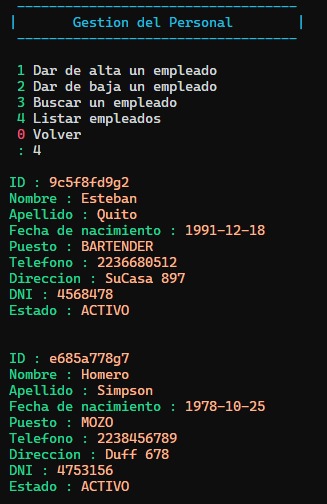 Gestion del Personal
1 Dar de alta un empleado
2 Dar de baja un empleado
3 Buscar un empleado
4 Listar empleados
0 Volver
: 4
ID : 9c5f8fd9g2
Nombre : Esteban
Apellido : Quito
Fecha de nacimiento : 1991-12-18
Puesto : BARTENDER
Telefono : 2236680512
Direccion : SuCasa 897
DNI : 4568478
Estado : ACTIVO
ID : e685a778g7
Nombre : Homero
Apellido : Simpson
Fecha de nacimiento : 1978-10-25
Puesto : MOZO
Telefono : 2238456789
Direccion : Duff 678
DNI : 4753156
Estado : ACTIVO